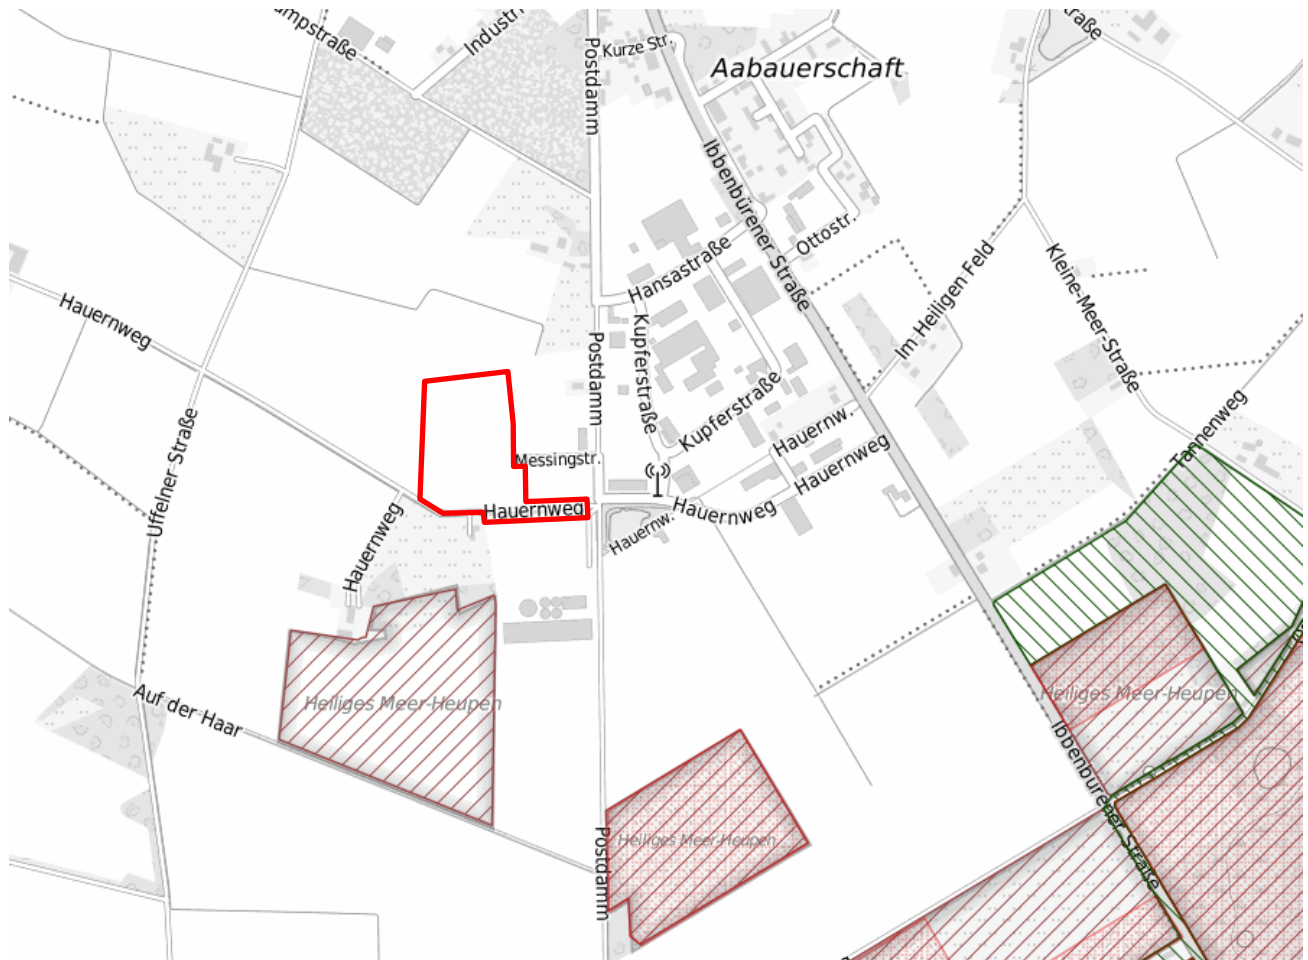 Industri
Kurze Str.
Postdamm
Aabauerschaft
Ibbenbürener Straße
Ottostr.
Hansastraße
Im Heiligen Feld
Kleine-Meer-Straße
Hauernweg
Kupferstraße
Postdamm
Kupferstraße
Uffelner-Straße
Messingstr.
Hauernw.
Hauernweg
Tannenweg
Hauernweg
Hauernweg
Hauernw.
Hauernweg
Heiliges Meer-Heupen
Heiliges Meer-Heupen
Auf der Haar
Ibbenbürener Straße
Heiliges Meer-Heupen
Postdamm